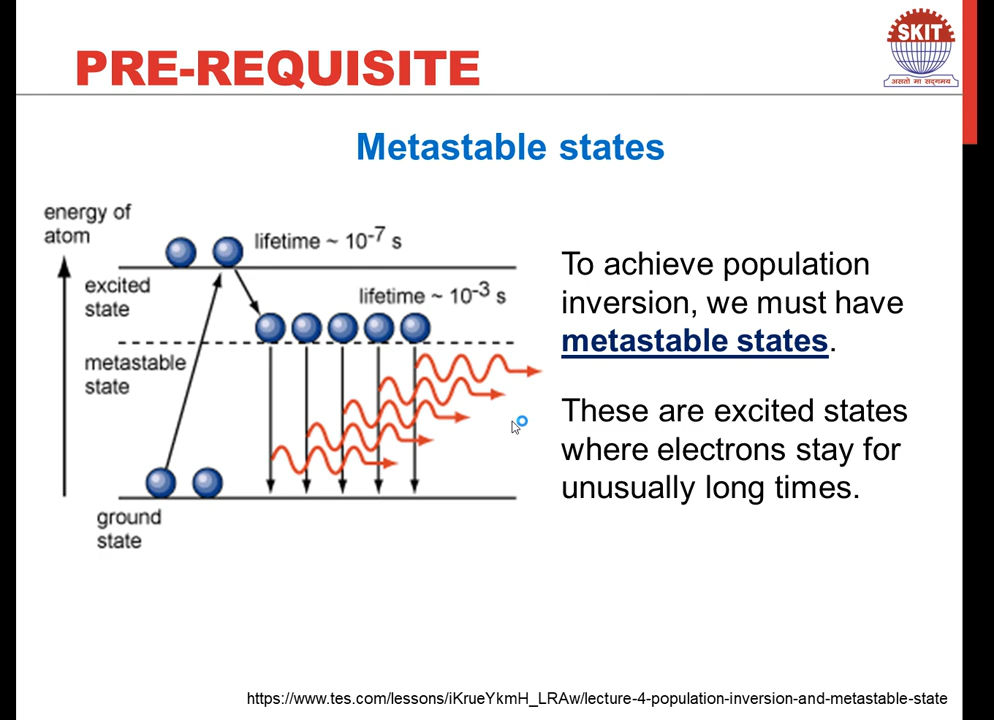 SKIT
असतो मा सद्गमय
PRE-REQUISITE
Metastable states
energy of
atom
lifetime ~ 10⁻⁷ s
excited
state
lifetime ~ 10⁻³ s
metastable
state
ground
state
To achieve population
inversion, we must have
metastable states.
These are excited states
where electrons stay for
unusually long times.
https://www.tes.com/lessons/iKrueYkmH_LRAw/lecture-4-population-inversion-and-metastable-state